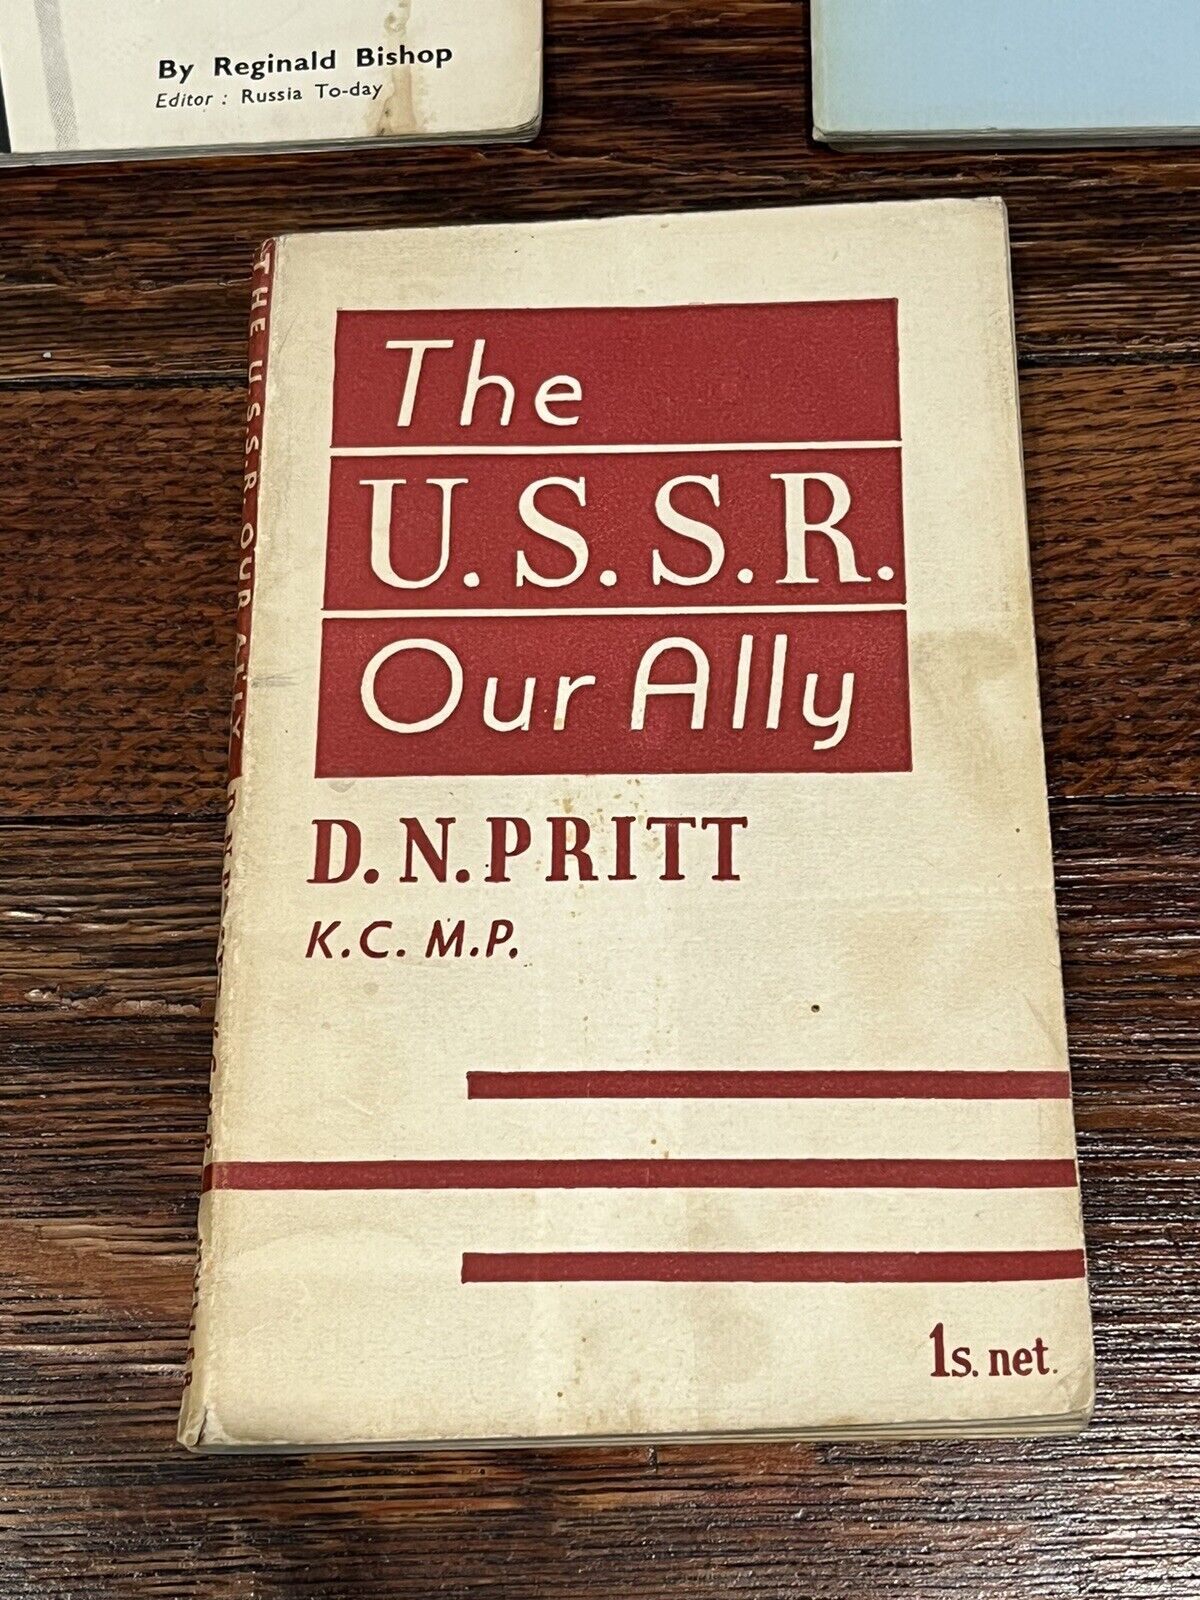 By Reginald Bishop
Editor : Russia To-day
THE U.S.S.R. OUR ALLY
The
U.S.S.R.
Our Ally
D.N.PRITT
K.C. M.P.
1s. net.